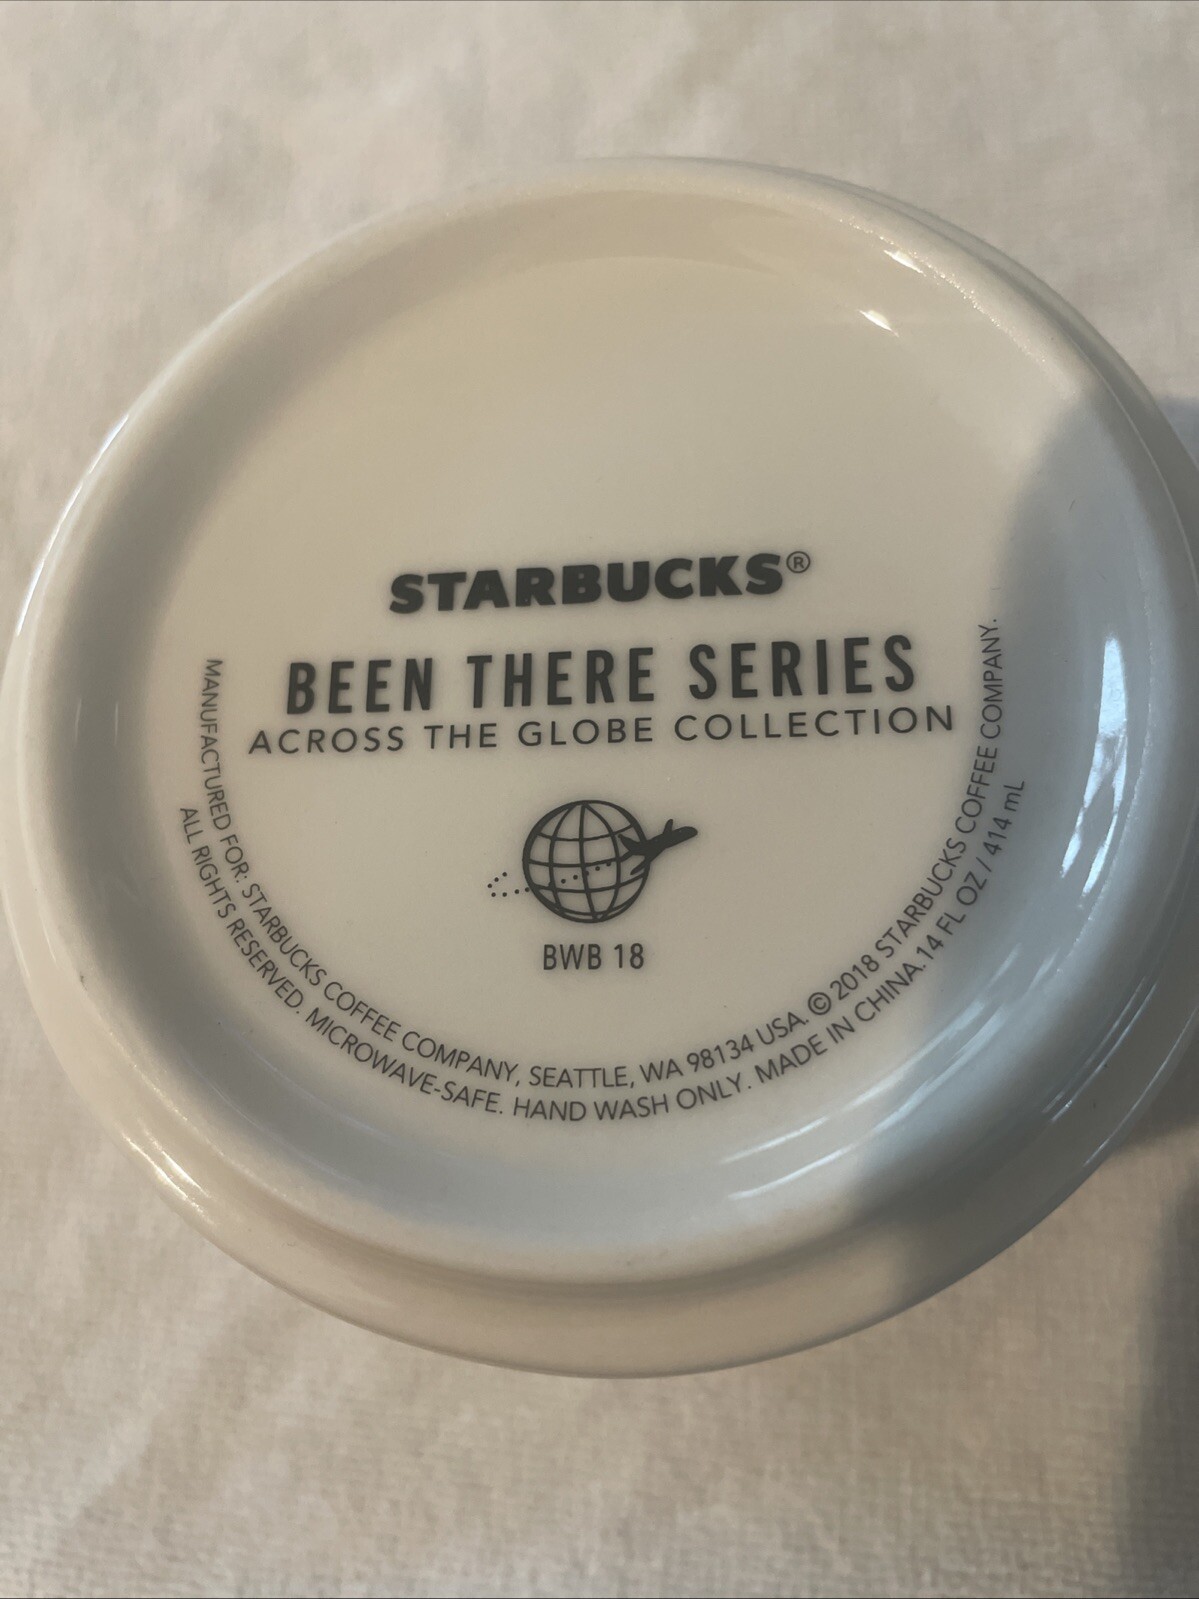 STARBUCKS®
BEEN THERE SERIES
ACROSS THE GLOBE COLLECTION
BWB 18
MANUFACTURED FOR: STARBUCKS COFFEE COMPANY, SEATTLE, WA 98134 USA. © 2018 STARBUCKS COFFEE COMPANY.
ALL RIGHTS RESERVED. MICROWAVE-SAFE. HAND WASH ONLY. MADE IN CHINA. 14 FL OZ / 414 mL